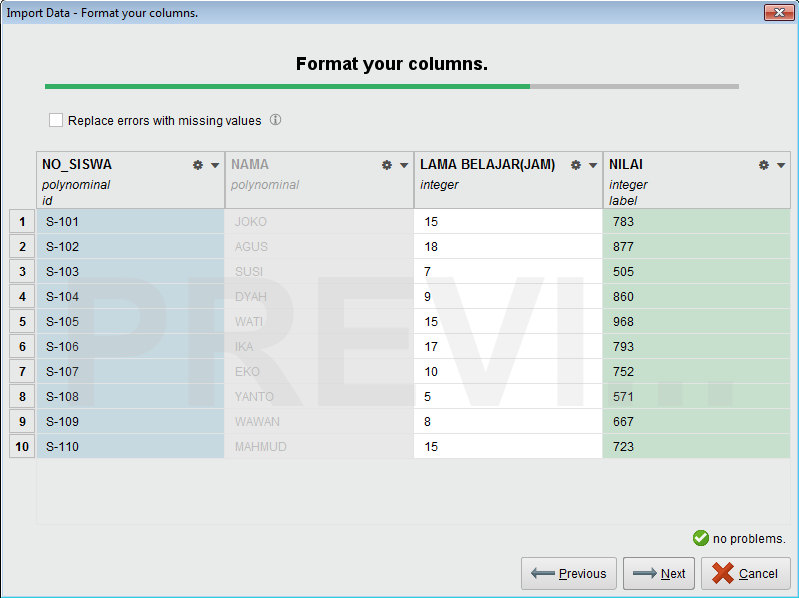 Import Data - Format your columns.
Format your columns.
Replace errors with missing values
NO_SISWA NAMA LAMA BELAJAR(JAM) NILAI
polynominal polynominal integer integer
id label
1 S-101 JOKO 15 783
2 S-102 AGUS 18 877
3 S-103 SUSI 7 505
4 S-104 DYAH 9 860
5 S-105 WATI 15 968
6 S-106 IKA 17 793
7 S-107 EKO 10 752
8 S-108 YANTO 5 571
9 S-109 WAWAN 8 667
10 S-110 MAHMUD 15 723
PREVI...
no problems.
Previous Next Cancel